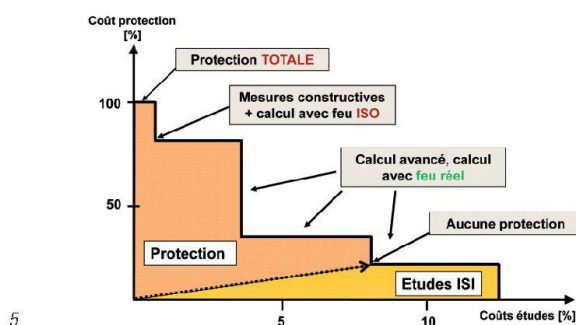 Coût protection
[%]
Protection TOTALE
100
Mesures constructives
+ calcul avec feu ISO
Calcul avancé, calcul
avec feu réel
50
Aucune protection
Protection
Etudes ISI
5
10
Coûts études [%]
5